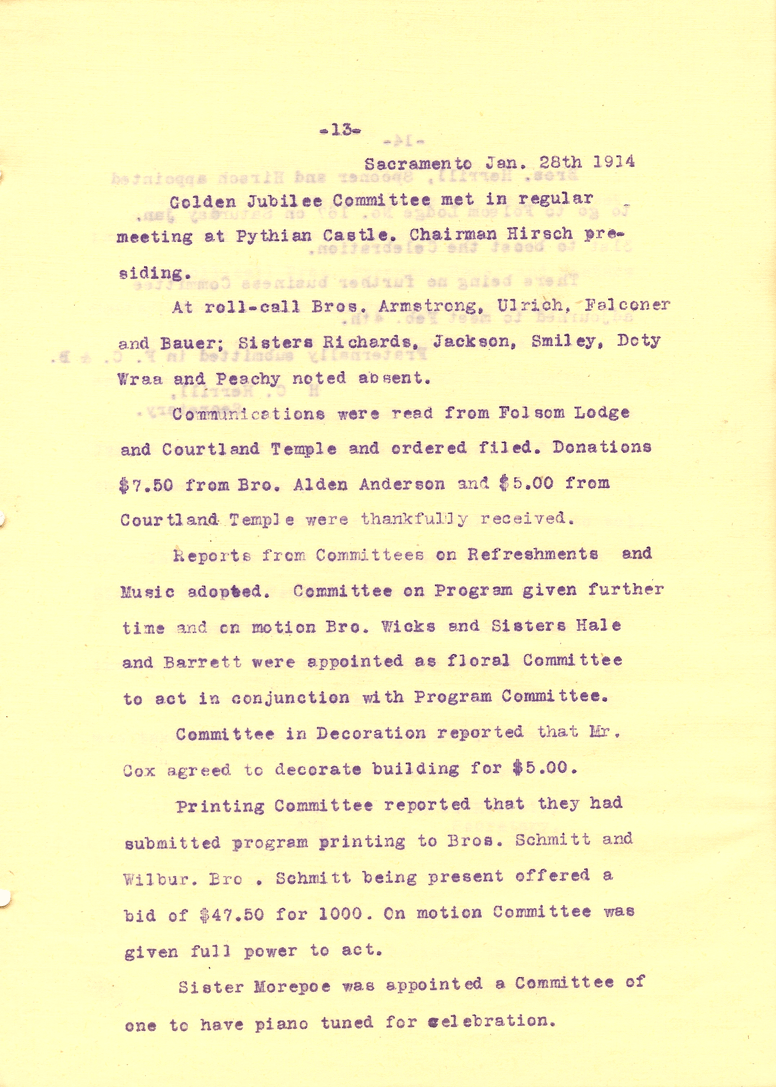 -13-
Sacramento Jan. 28th 1914
Golden Jubilee Committee met in regular
meeting at Pythian Castle. Chairman Hirsch pre-
siding.
At roll-call Bros. Armstrong, Ulrich, Falconer
and Bauer; Sisters Richards, Jackson, Smiley, Doty
Wraa and Peachy noted absent.
Communications were read from Folsom Lodge
and Courtland Temple and ordered filed. Donations
$7.50 from Bro. Alden Anderson and $5.00 from
Courtland Temple were thankfully received.
Reports from Committees on Refreshments and
Music adopted. Committee on Program given further
time and on motion Bro. Wicks and Sisters Hale
and Barrett were appointed as floral Committee
to act in conjunction with Program Committee.
Committee in Decoration reported that Mr.
Cox agreed to decorate building for $5.00.
Printing Committee reported that they had
submitted program printing to Bros. Schmitt and
Wilbur. Bro . Schmitt being present offered a
bid of $47.50 for 1000. On motion Committee was
given full power to act.
Sister Morepoe was appointed a Committee of
one to have piano tuned for celebration.